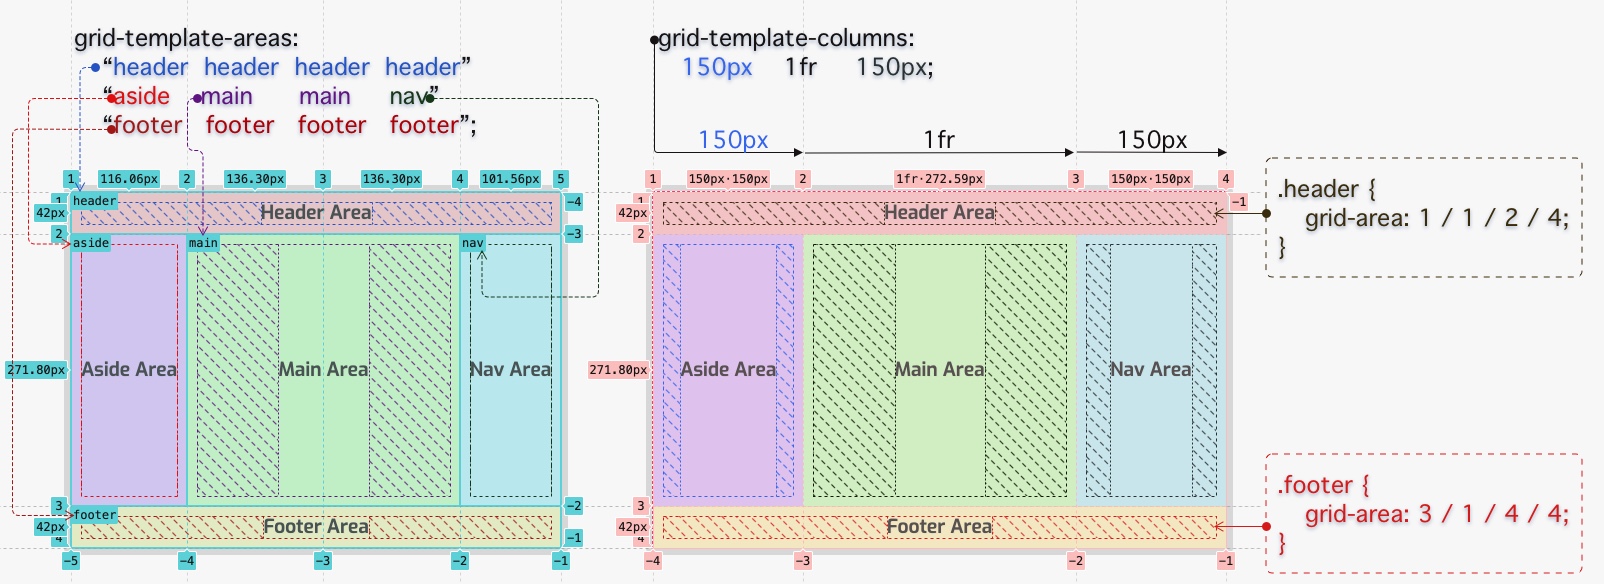 grid-template-areas:
“header header header header”
“aside main main nav”
“footer footer footer footer”;
1 116.06px 2 136.30px 3 136.30px 4 101.56px 5
1 header −4
42px Header Area
2 −3
aside main nav
271.80px Aside Area Main Area Nav Area
3 −2
footer
42px Footer Area
4 −1
−5 −4 −3 −2 −1
grid-template-columns:
150px 1fr 150px;
150px 1fr 150px
1 150px·150px 2 1fr·272.59px 3 150px·150px 4
1 −1
42px Header Area
2
271.80px Aside Area Main Area Nav Area
3
42px Footer Area
4
−4 −3 −2 −1
.header {
grid-area: 1 / 1 / 2 / 4;
}
.footer {
grid-area: 3 / 1 / 4 / 4;
}